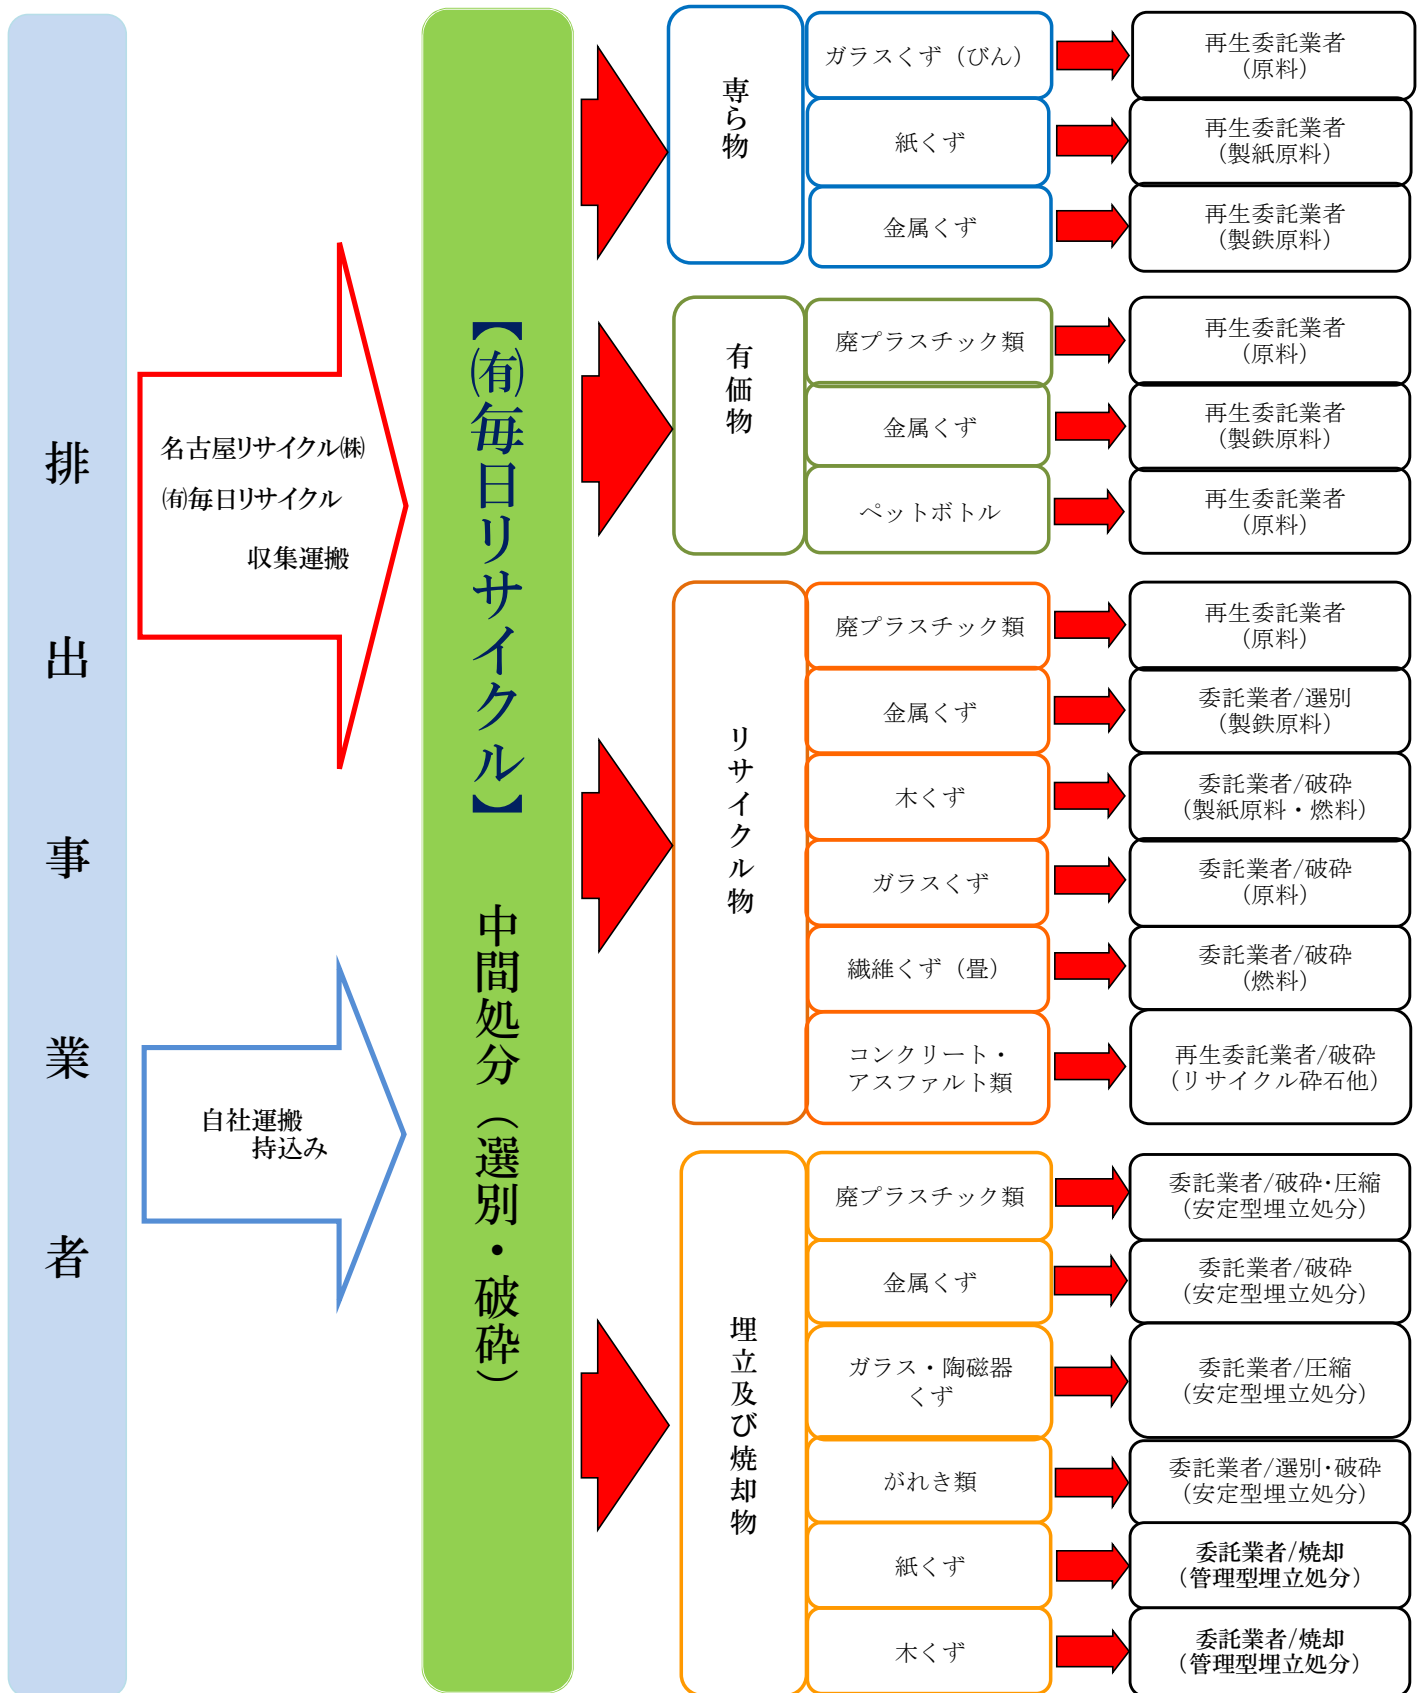 排出事業者
名古屋リサイクル㈱
㈲毎日リサイクル
収集運搬
自社運搬
持込み
【㈲毎日リサイクル】　中間処分（選別・破砕）
専ら物
ガラスくず（びん）
再生委託業者
（原料）
紙くず
再生委託業者
（製紙原料）
金属くず
再生委託業者
（製鉄原料）
有価物
廃プラスチック類
再生委託業者
（原料）
金属くず
再生委託業者
（製鉄原料）
ペットボトル
再生委託業者
（原料）
リサイクル物
廃プラスチック類
再生委託業者
（原料）
金属くず
委託業者/選別
（製鉄原料）
木くず
委託業者/破砕
（製紙原料・燃料）
ガラスくず
委託業者/破砕
（原料）
繊維くず（畳）
委託業者/破砕
（燃料）
コンクリート・
アスファルト類
再生委託業者/破砕
（リサイクル砕石他）
埋立及び焼却物
廃プラスチック類
委託業者/破砕･圧縮
（安定型埋立処分）
金属くず
委託業者/破砕
（安定型埋立処分）
ガラス・陶磁器
くず
委託業者/圧縮
（安定型埋立処分）
がれき類
委託業者/選別･破砕
（安定型埋立処分）
紙くず
委託業者/焼却
（管理型埋立処分）
木くず
委託業者/焼却
（管理型埋立処分）